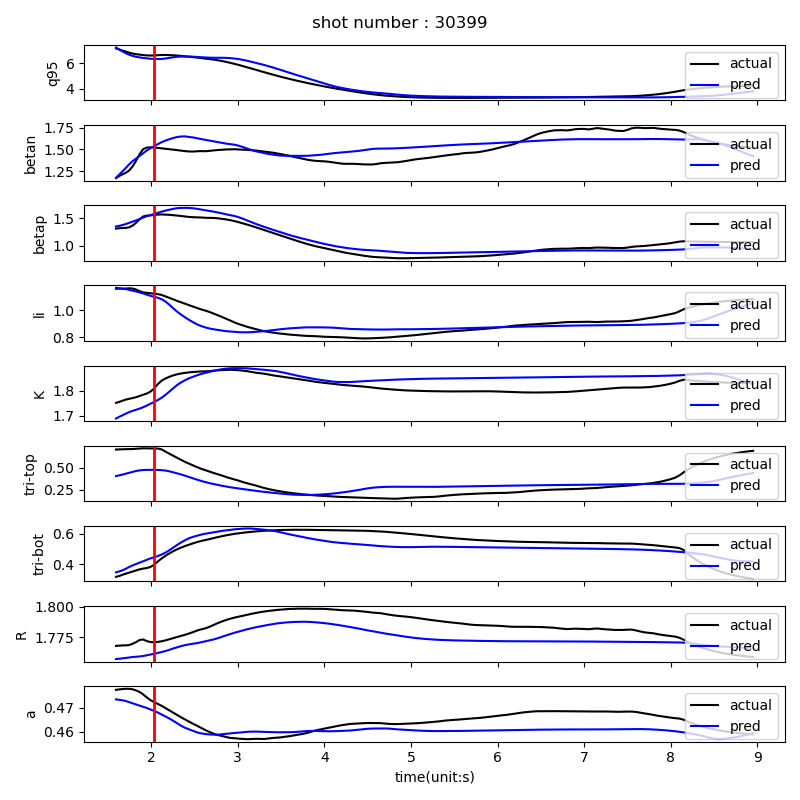 shot number : 30399
q95
6
4
actual
pred
betan
1.75
1.50
1.25
actual
pred
betap
1.5
1.0
actual
pred
li
1.0
0.8
actual
pred
K
1.8
1.7
actual
pred
tri-top
0.50
0.25
actual
pred
tri-bot
0.6
0.4
actual
pred
R
1.800
1.775
actual
pred
a
0.47
0.46
actual
pred
2 3 4 5 6 7 8 9
time(unit:s)